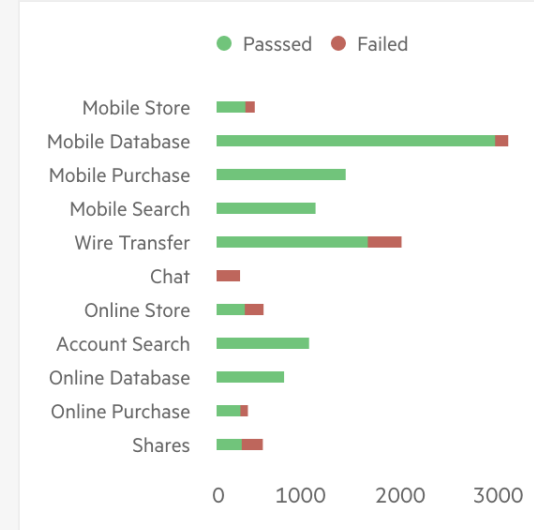 Passsed Failed
Mobile Store
Mobile Database
Mobile Purchase
Mobile Search
Wire Transfer
Chat
Online Store
Account Search
Online Database
Online Purchase
Shares
0 1000 2000 3000